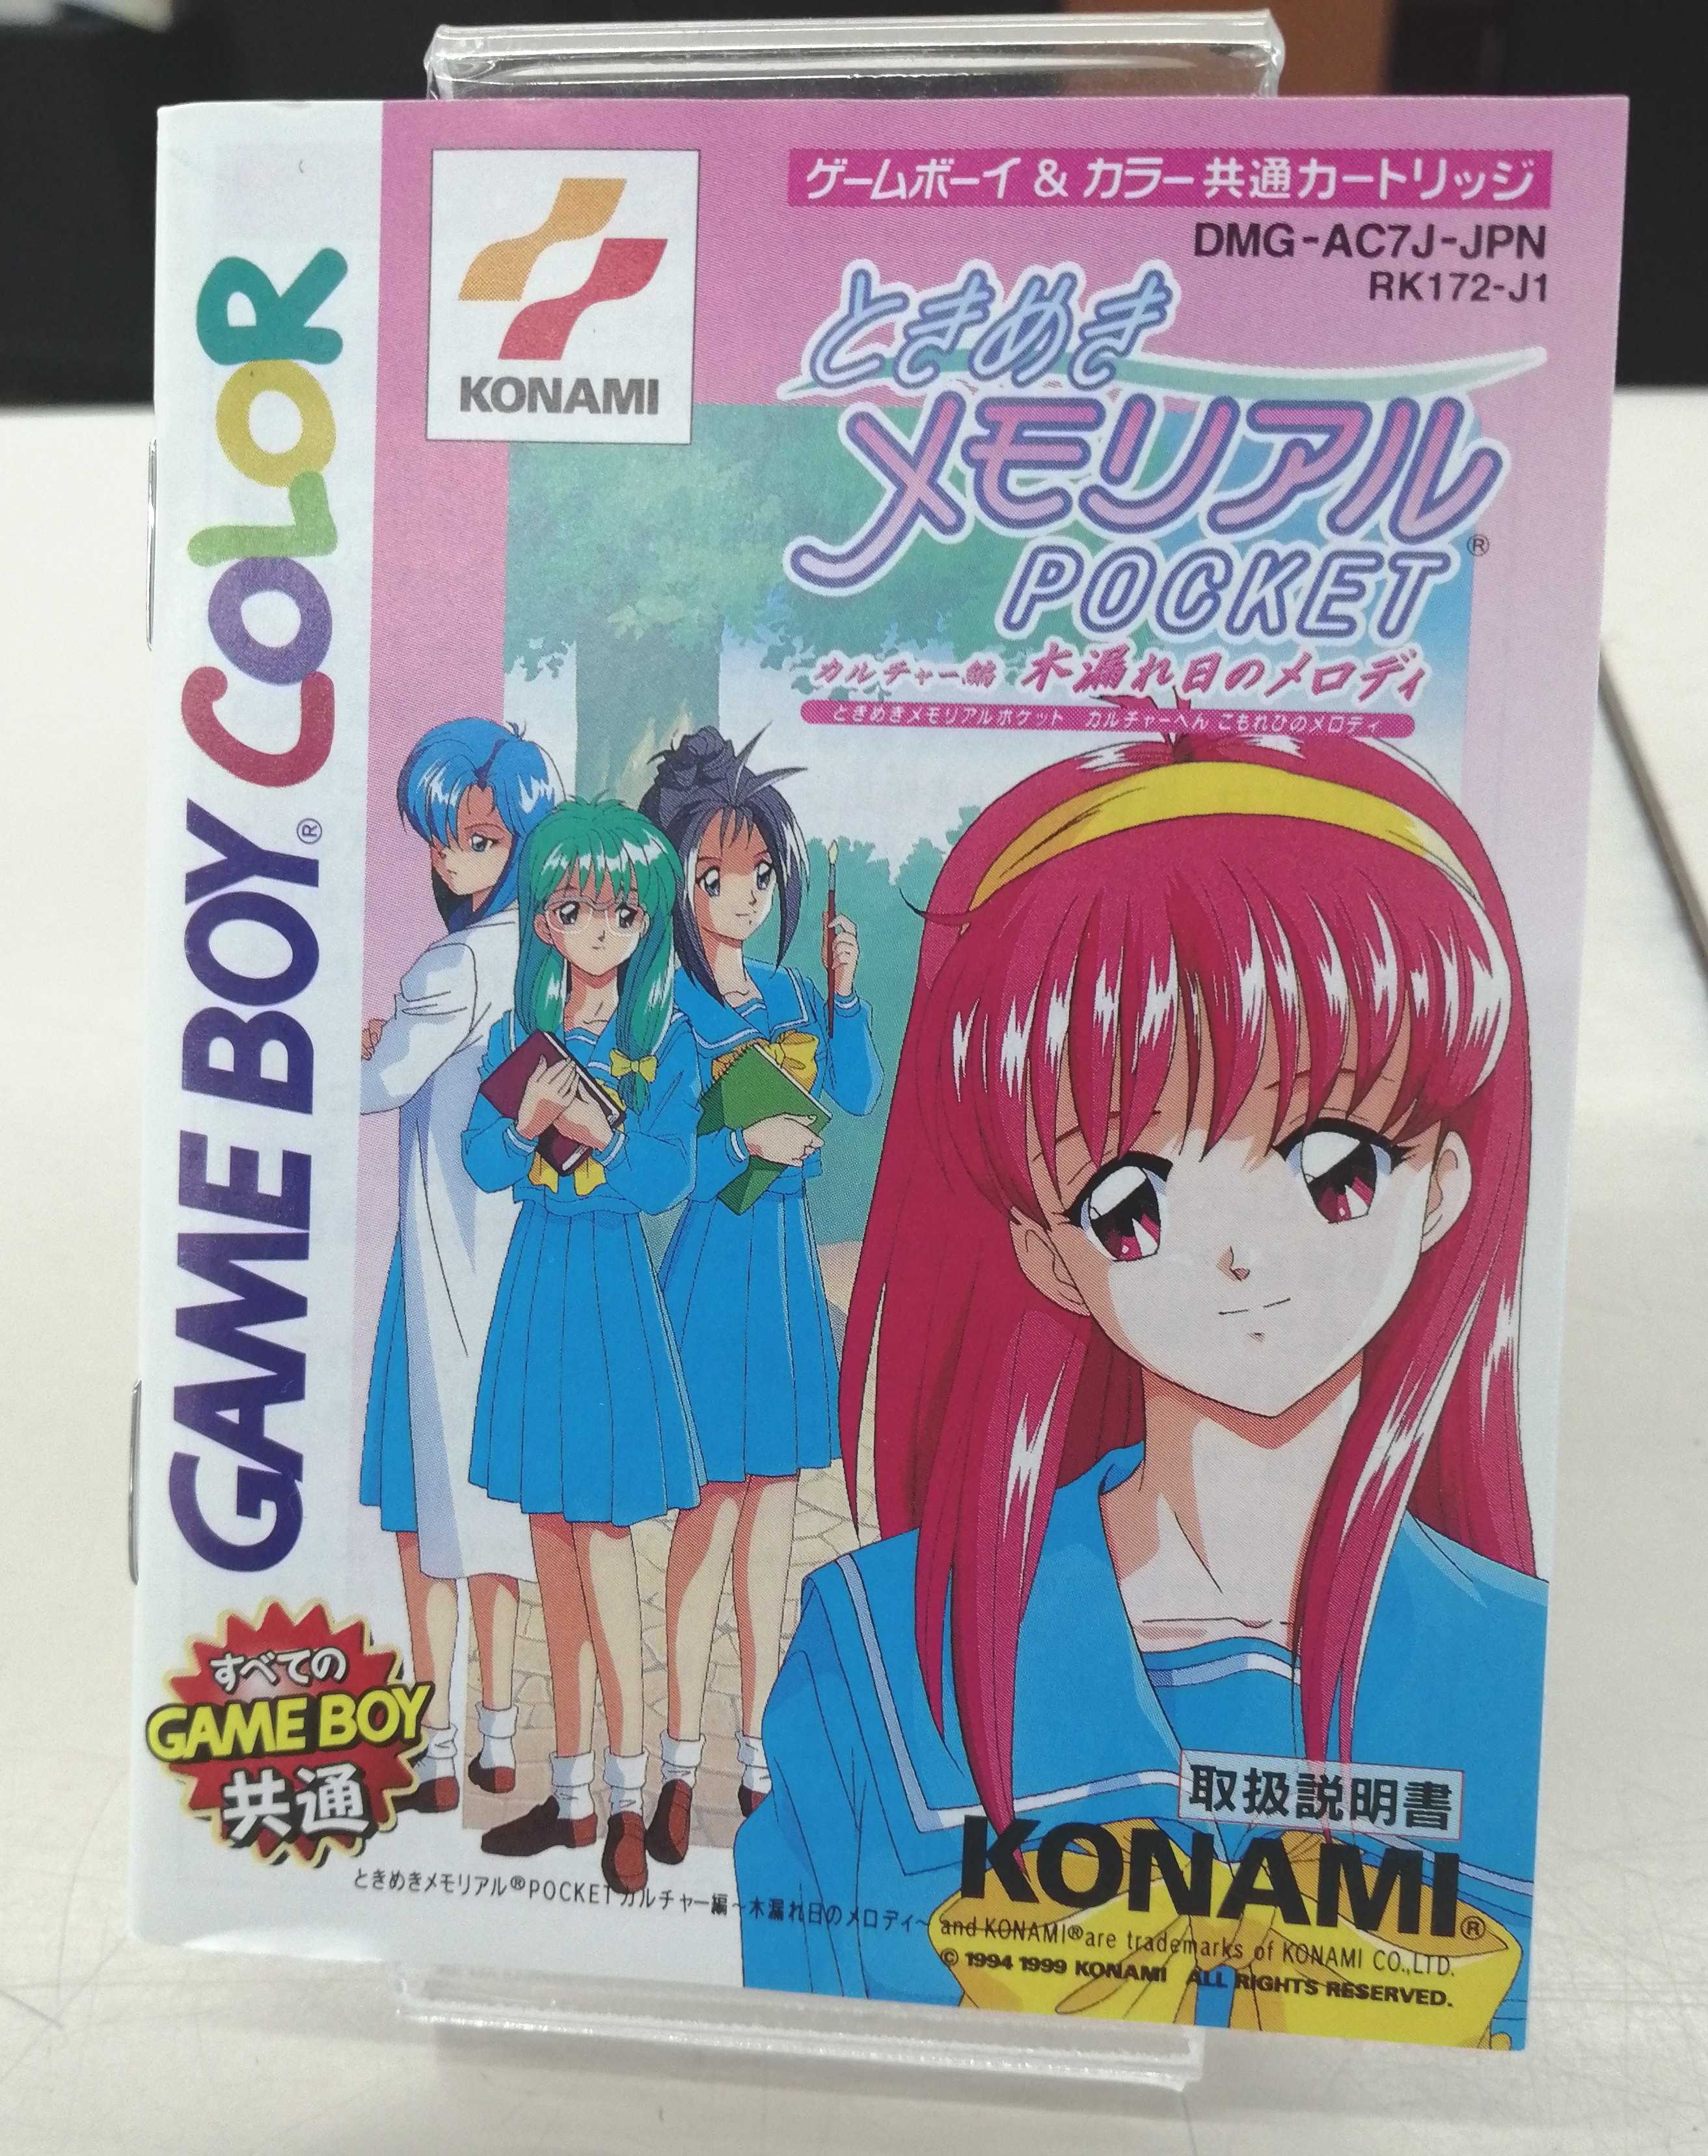 GAME BOY® COLOR
すべての
GAME BOY
共通
KONAMI
ゲームボーイ & カラー共通カートリッジ
DMG-AC7J-JPN
RK172-J1
ときめき
メモリアル®
POCKET
カルチャー編 木漏れ日のメロディ
ときめきメモリアルポケット カルチャーへん こもれびのメロディ
取扱説明書
KONAMI®
ときめきメモリアル®POCKET カルチャー編~木漏れ日のメロディ~ and KONAMI®are trademarks of KONAMI CO.,LTD.
© 1994 1999 KONAMI ALL RIGHTS RESERVED.